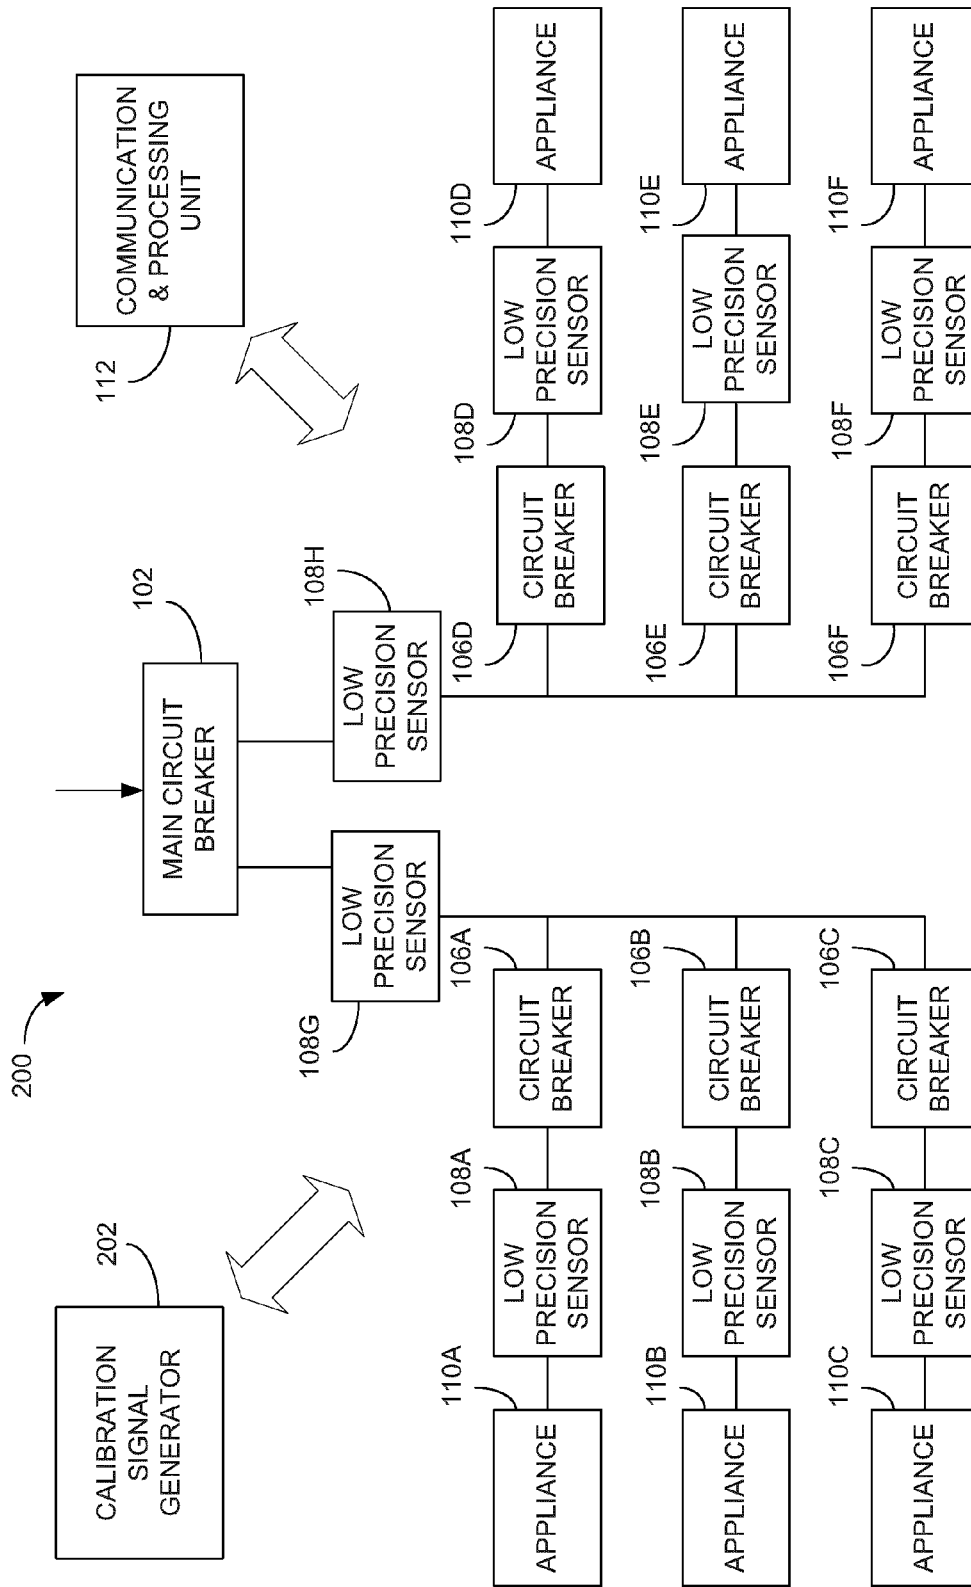 200
CALIBRATION
SIGNAL
GENERATOR
202
MAIN CIRCUIT
BREAKER
102
COMMUNICATION
& PROCESSING
UNIT
112
LOW
PRECISION
SENSOR
108G
LOW
PRECISION
SENSOR
108H
110A
108A
106A
APPLIANCE
LOW
PRECISION
SENSOR
CIRCUIT
BREAKER
106D
108D
110D
CIRCUIT
BREAKER
LOW
PRECISION
SENSOR
APPLIANCE
110B
108B
106B
APPLIANCE
LOW
PRECISION
SENSOR
CIRCUIT
BREAKER
106E
108E
110E
CIRCUIT
BREAKER
LOW
PRECISION
SENSOR
APPLIANCE
110C
108C
106C
APPLIANCE
LOW
PRECISION
SENSOR
CIRCUIT
BREAKER
106F
108F
110F
CIRCUIT
BREAKER
LOW
PRECISION
SENSOR
APPLIANCE